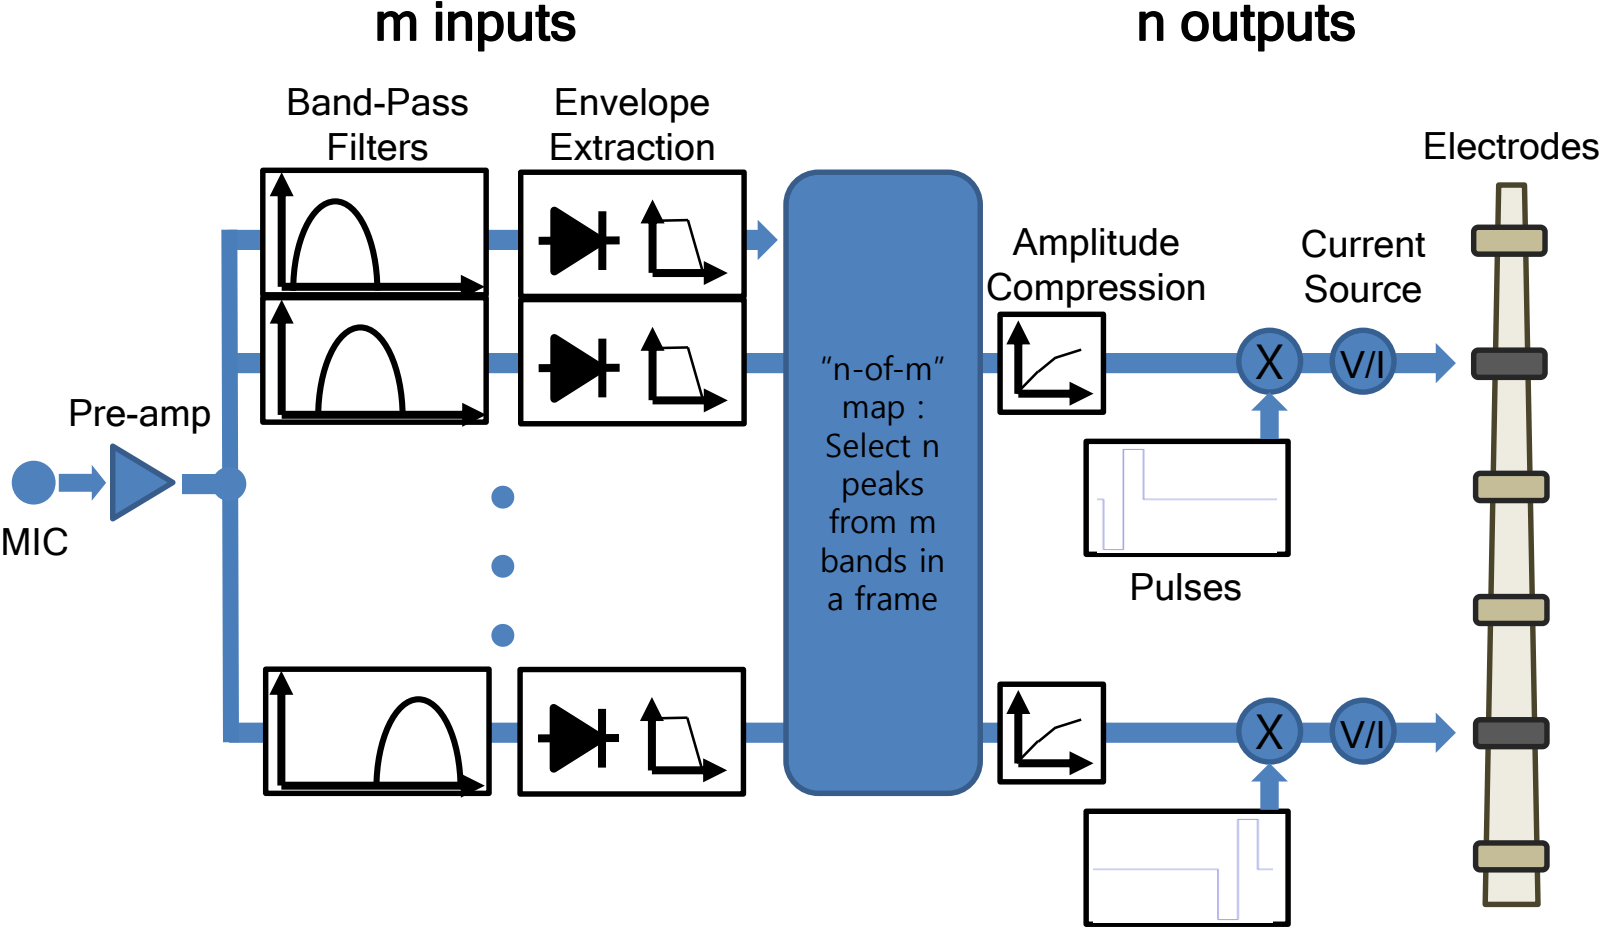 m inputs
n outputs
Band-Pass
Filters
Envelope
Extraction
Electrodes
Amplitude
Compression
Current
Source
"n-of-m"
map :
Select n
peaks
from m
bands in
a frame
X
V/I
Pre-amp
MIC
Pulses
X
V/I